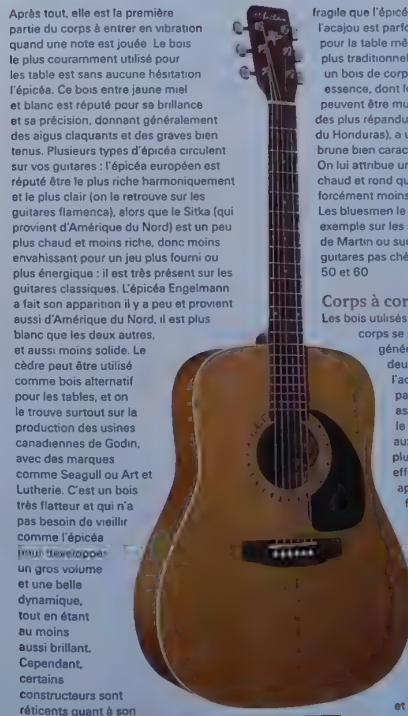 Après tout, elle est la première
partie du corps à entrer en vibration
quand une note est jouée. Le bois
le plus couramment utilisé pour
les table est sans aucune hésitation
l'épicéa. Ce bois entre jaune miel
et blanc est réputé pour sa brillance
et sa précision, donnant généralement
des aigus claquants et des graves bien
tenus. Plusieurs types d'épicéa circulent
sur vos guitares : l'épicéa européen est
réputé être le plus riche harmoniquement
et le plus clair (on le retrouve sur les
guitares flamenca), alors que le Sitka (qui
provient d'Amérique du Nord) est un peu
plus chaud et moins riche, donc moins
envahissant pour un jeu plus fourni ou
plus énergique : il est très présent sur les
guitares classiques. L'épicéa Engelmann
a fait son apparition il y a peu et provient
aussi d'Amérique du Nord, il est plus
blanc que les deux autres,
et aussi moins solide. Le
cèdre peut être utilisé
comme bois alternatif
pour les tables, et on
le trouve surtout sur la
production des usines
canadiennes de Godin,
avec des marques
comme Seagull ou Art et
Lutherie. C'est un bois
très flatteur et qui n'a
pas besoin de vieillir
comme l'épicéa
pour développer
un gros volume
et une belle
dynamique,
tout en étant
au moins
aussi brillant.
Cependant,
certains
constructeurs sont
réticents quant à son
fragile que l'épicé
l'acajou est parfo
pour la table mê
plus traditionnel
un bois de corp
essence, dont l
peuvent être mu
des plus répandu
du Honduras), a u
brune bien carac
On lui attribue un
chaud et rond qu
forcément moins
Les bluesmen le
exemple sur les
de Martin ou sur
guitares pas chè
50 et 60
Corps à cor
Les bois utilisés
corps se
géné
deu
l'ac
pa
as
le
au
plu
eff
ap
f
et